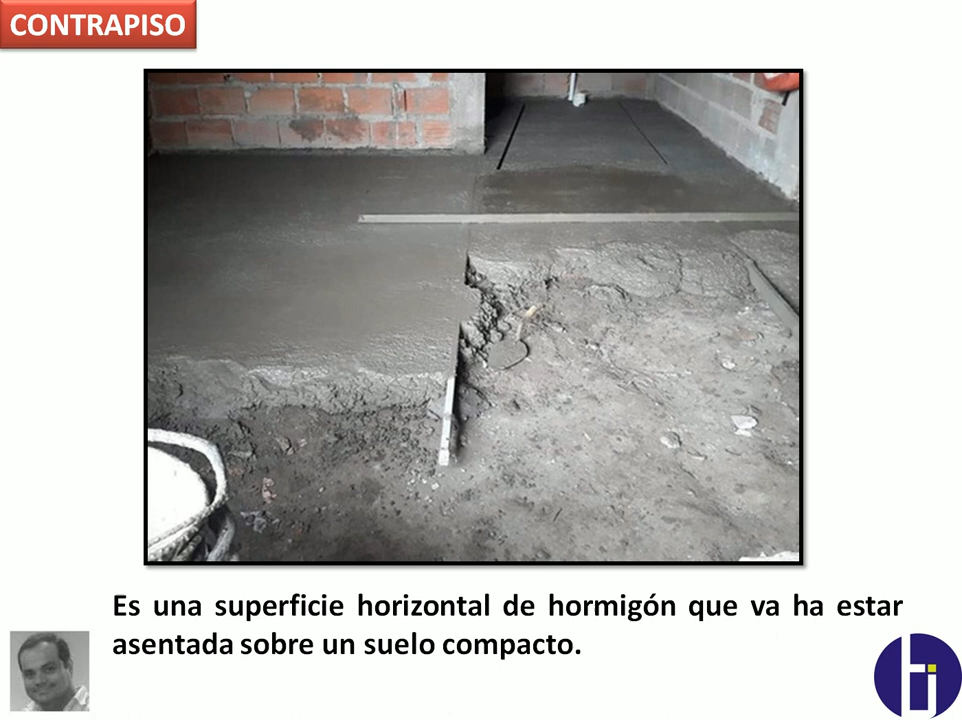 CONTRAPISO
Es una superficie horizontal de hormigón que va ha estar
asentada sobre un suelo compacto.